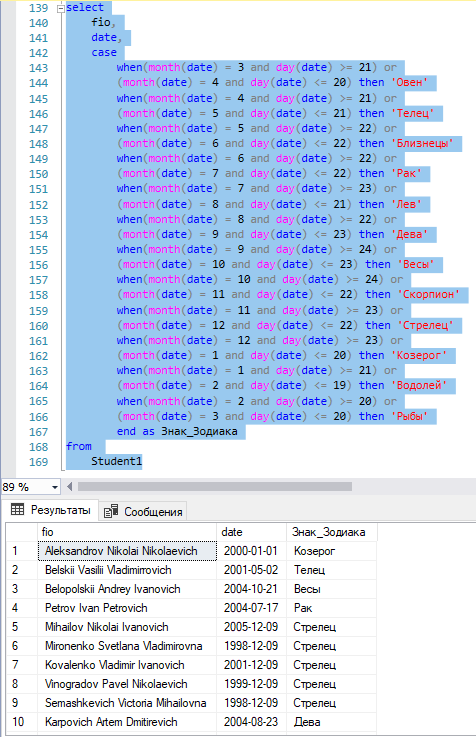 139 select
140 fio,
141 date,
142 case
143 when(month(date) = 3 and day(date) >= 21) or
144 (month(date) = 4 and day(date) <= 20) then 'Овен'
145 when(month(date) = 4 and day(date) >= 21) or
146 (month(date) = 5 and day(date) <= 21) then 'Телец'
147 when(month(date) = 5 and day(date) >= 22) or
148 (month(date) = 6 and day(date) <= 22) then 'Близнецы'
149 when(month(date) = 6 and day(date) >= 22) or
150 (month(date) = 7 and day(date) <= 22) then 'Рак'
151 when(month(date) = 7 and day(date) >= 23) or
152 (month(date) = 8 and day(date) <= 21) then 'Лев'
153 when(month(date) = 8 and day(date) >= 22) or
154 (month(date) = 9 and day(date) <= 23) then 'Дева'
155 when(month(date) = 9 and day(date) >= 24) or
156 (month(date) = 10 and day(date) <= 23) then 'Весы'
157 when(month(date) = 10 and day(date) >= 24) or
158 (month(date) = 11 and day(date) <= 22) then 'Скорпион'
159 when(month(date) = 11 and day(date) >= 23) or
160 (month(date) = 12 and day(date) <= 22) then 'Стрелец'
161 when(month(date) = 12 and day(date) >= 23) or
162 (month(date) = 1 and day(date) <= 20) then 'Козерог'
163 when(month(date) = 1 and day(date) >= 21) or
164 (month(date) = 2 and day(date) <= 19) then 'Водолей'
165 when(month(date) = 2 and day(date) >= 20) or
166 (month(date) = 3 and day(date) <= 20) then 'Рыбы'
167 end as Знак_Зодиака
168 from
169 Student1
89 %
Результаты Сообщения
fio date Знак_Зодиака
1 Aleksandrov Nikolai Nikolaevich 2000-01-01 Козерог
2 Belskii Vasilii Vladimirrovich 2001-05-02 Телец
3 Belopolskii Andrey Ivanovich 2004-10-21 Весы
4 Petrov Ivan Petrovich 2004-07-17 Рак
5 Mihailov Nikolai Ivanovich 2005-12-09 Стрелец
6 Mironenko Svetlana Vladimirovna 1998-12-09 Стрелец
7 Kovalenko Vladimir Ivanovich 2001-12-09 Стрелец
8 Vinogradov Pavel Nikolaevich 1999-12-09 Стрелец
9 Semashkevich Victoria Mihailovna 1998-12-09 Стрелец
10 Karpovich Artem Dmitirevich 2004-08-23 Дева